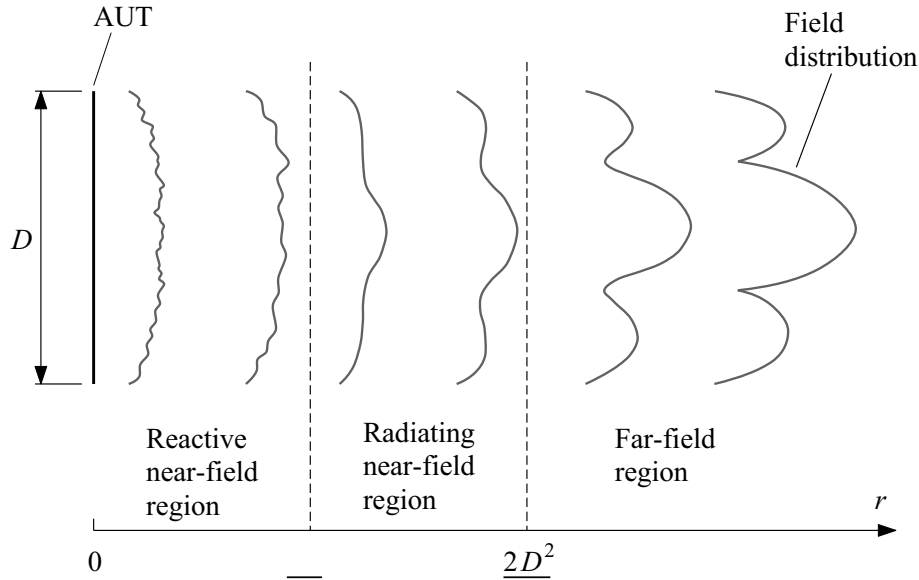 AUT
Field
distribution
D
Reactive
near-field
region
Radiating
near-field
region
Far-field
region
r
0
2D²